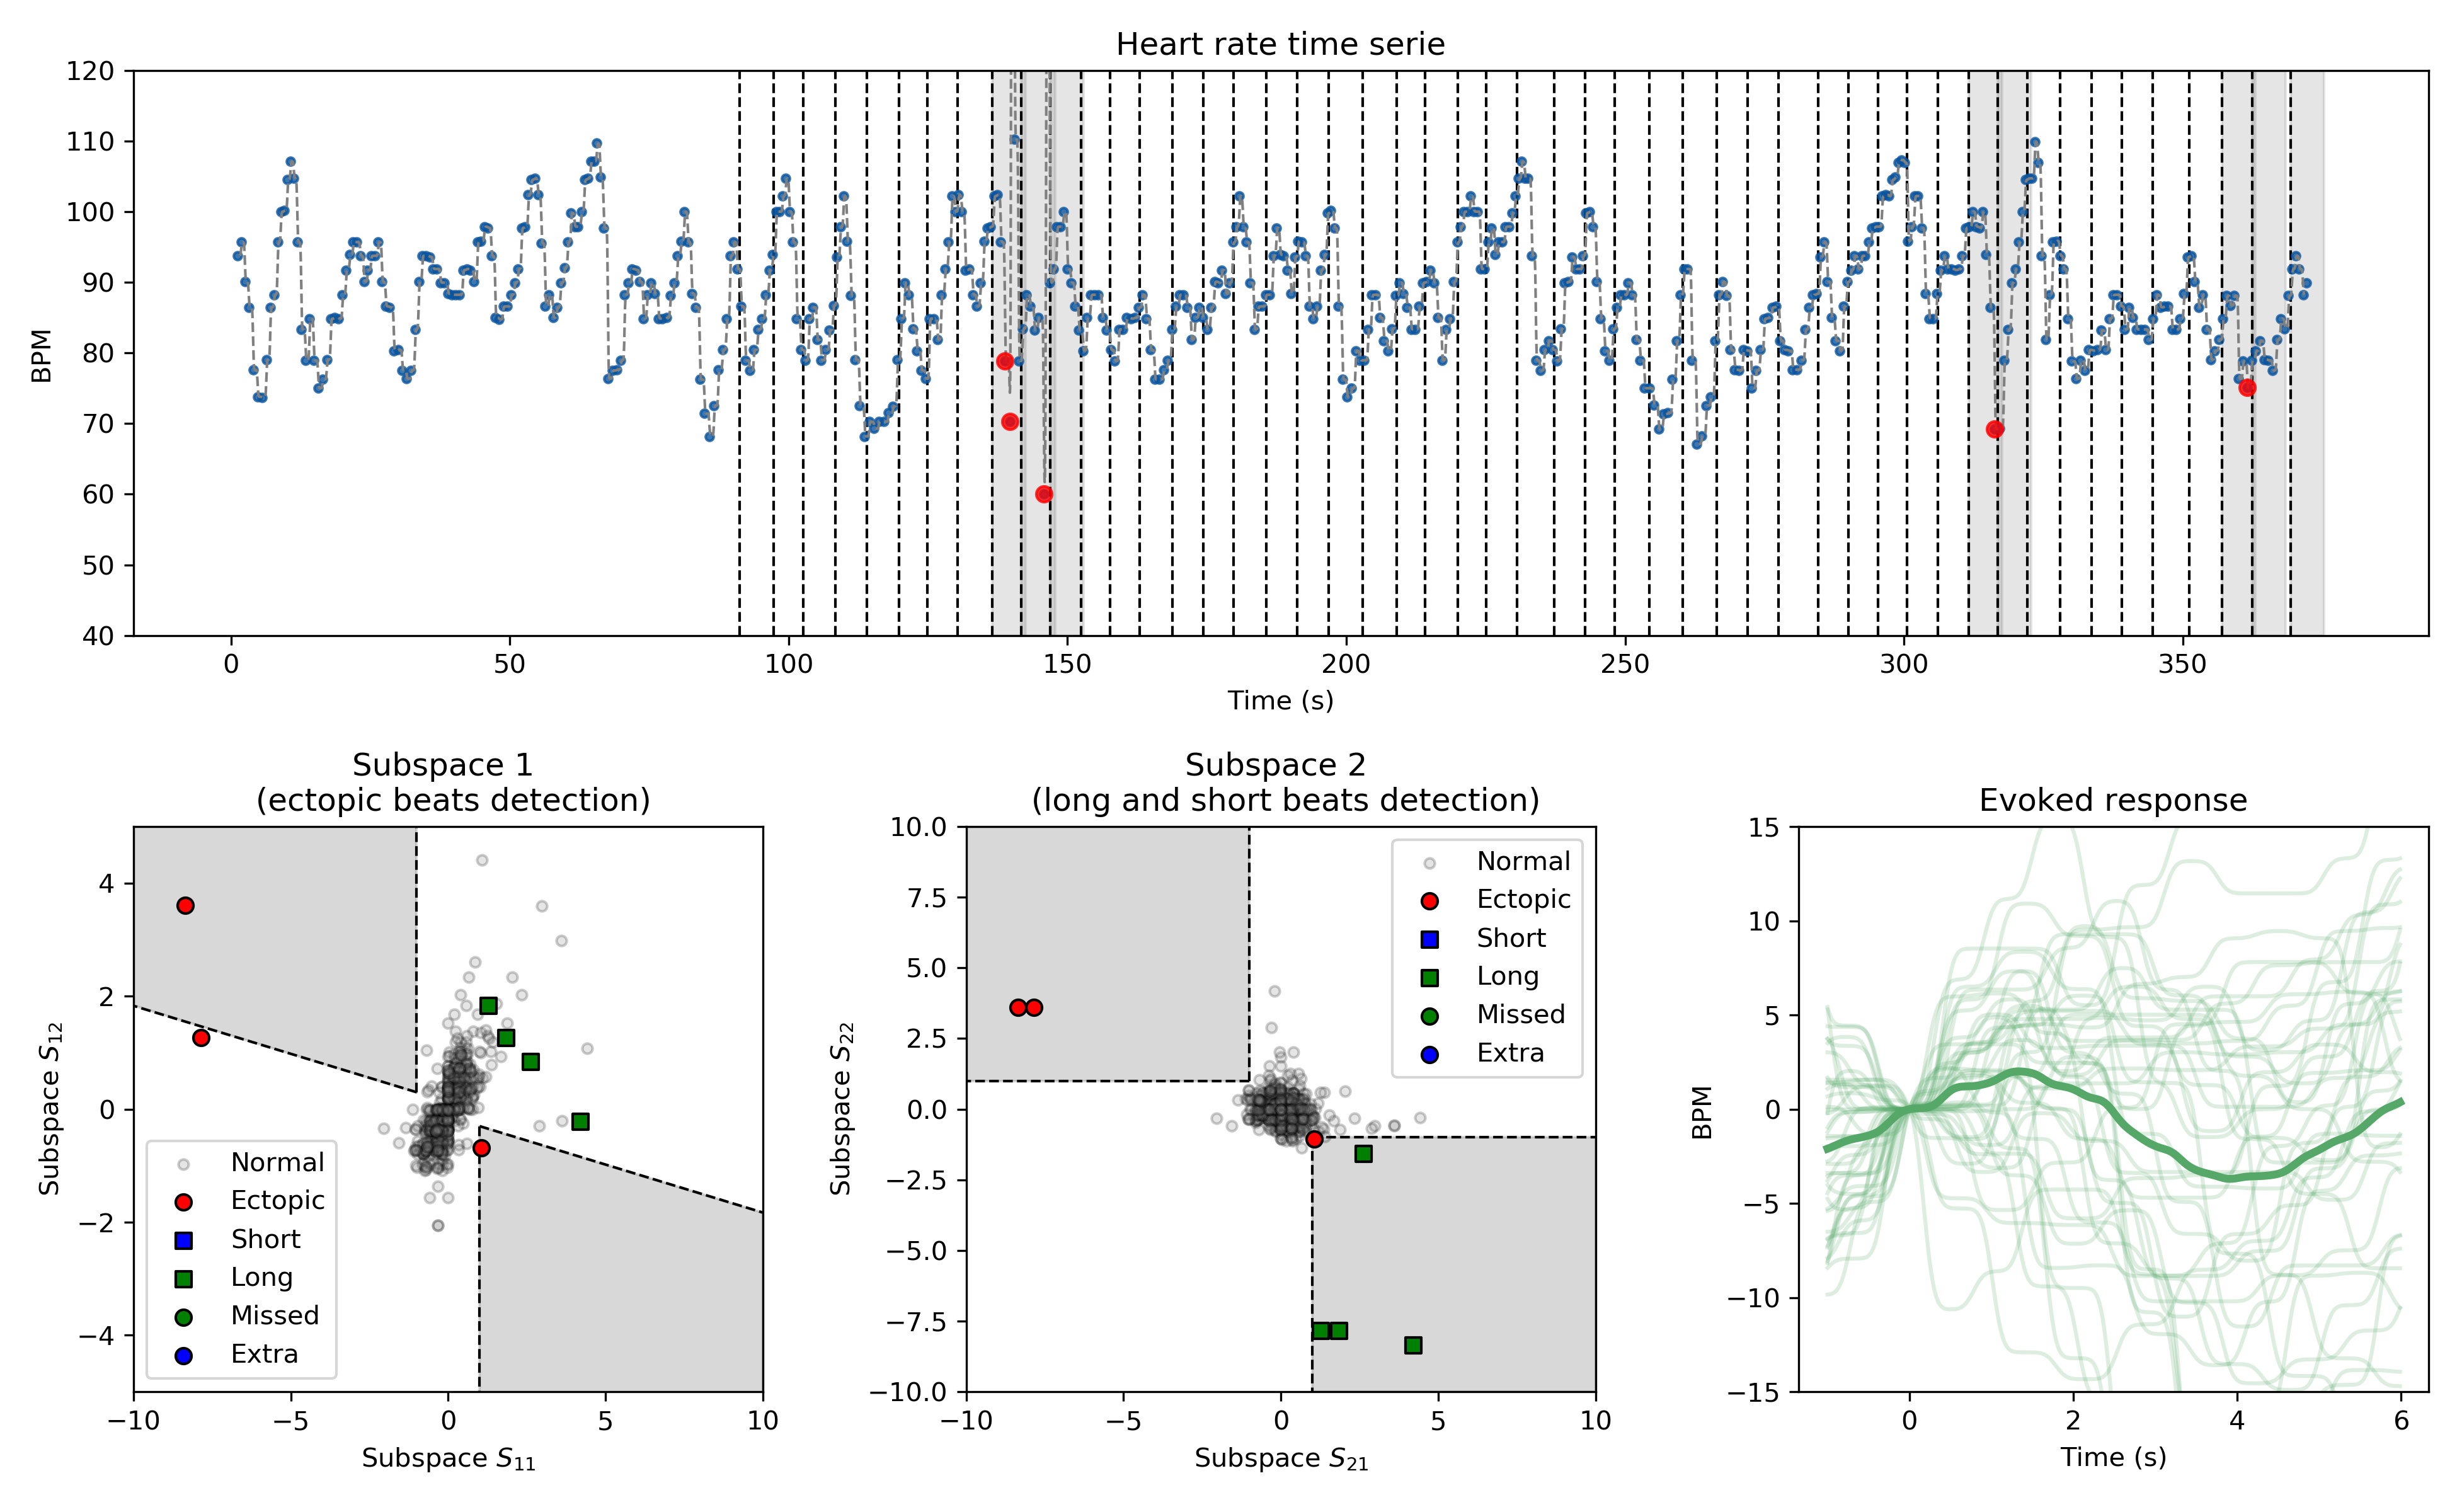 Heart rate time serie
120
110
100
90
80
70
60
50
40
BPM
0 50 100 150 200 250 300 350
Time (s)
Subspace 1
(ectopic beats detection)
4
2
0
−2
−4
Subspace S12
Normal
Ectopic
Short
Long
Missed
Extra
−10 −5 0 5 10
Subspace S11
Subspace 2
(long and short beats detection)
10.0
7.5
5.0
2.5
0.0
−2.5
−5.0
−7.5
−10.0
Subspace S22
Normal
Ectopic
Short
Long
Missed
Extra
−10 −5 0 5 10
Subspace S21
Evoked response
15
10
5
0
−5
−10
−15
BPM
0 2 4 6
Time (s)